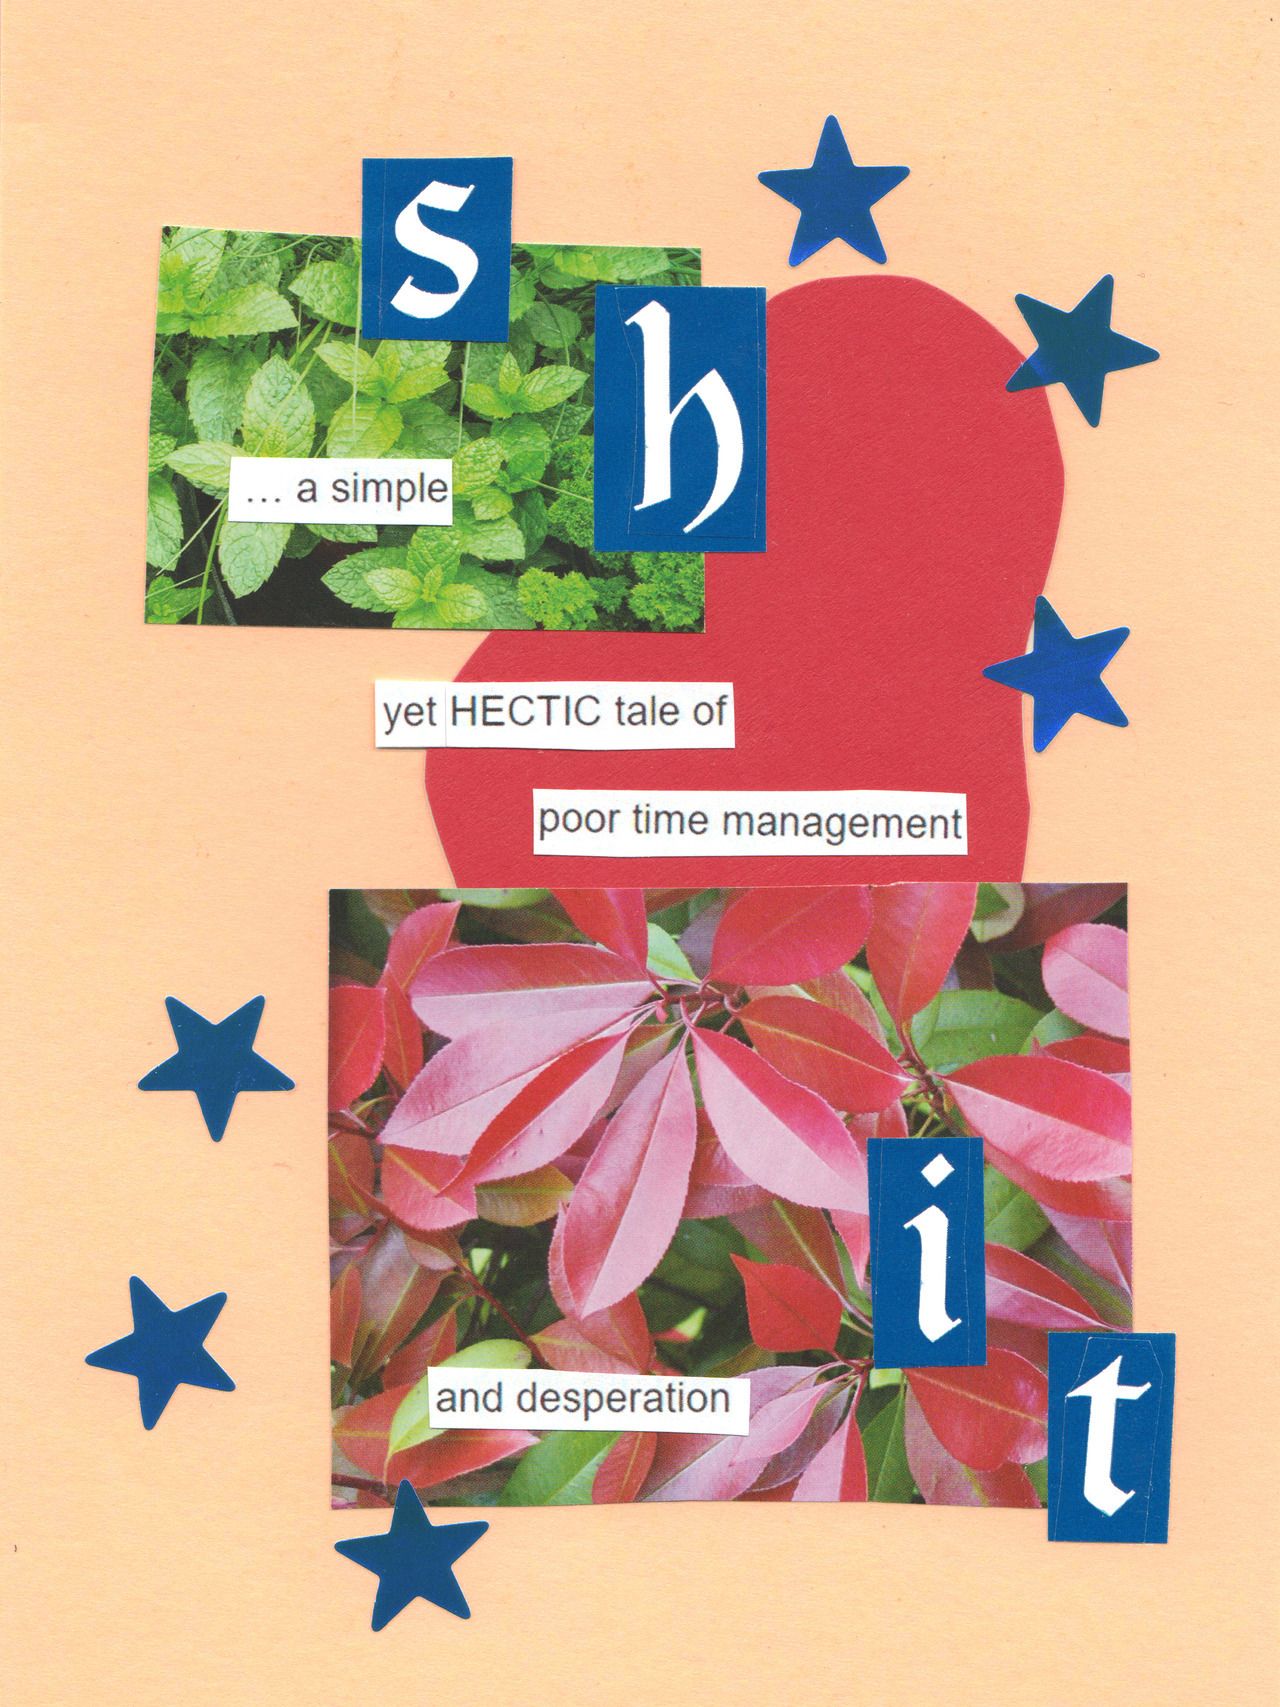 s
h
... a simple
yet HECTIC tale of
poor time management
i
and desperation
t